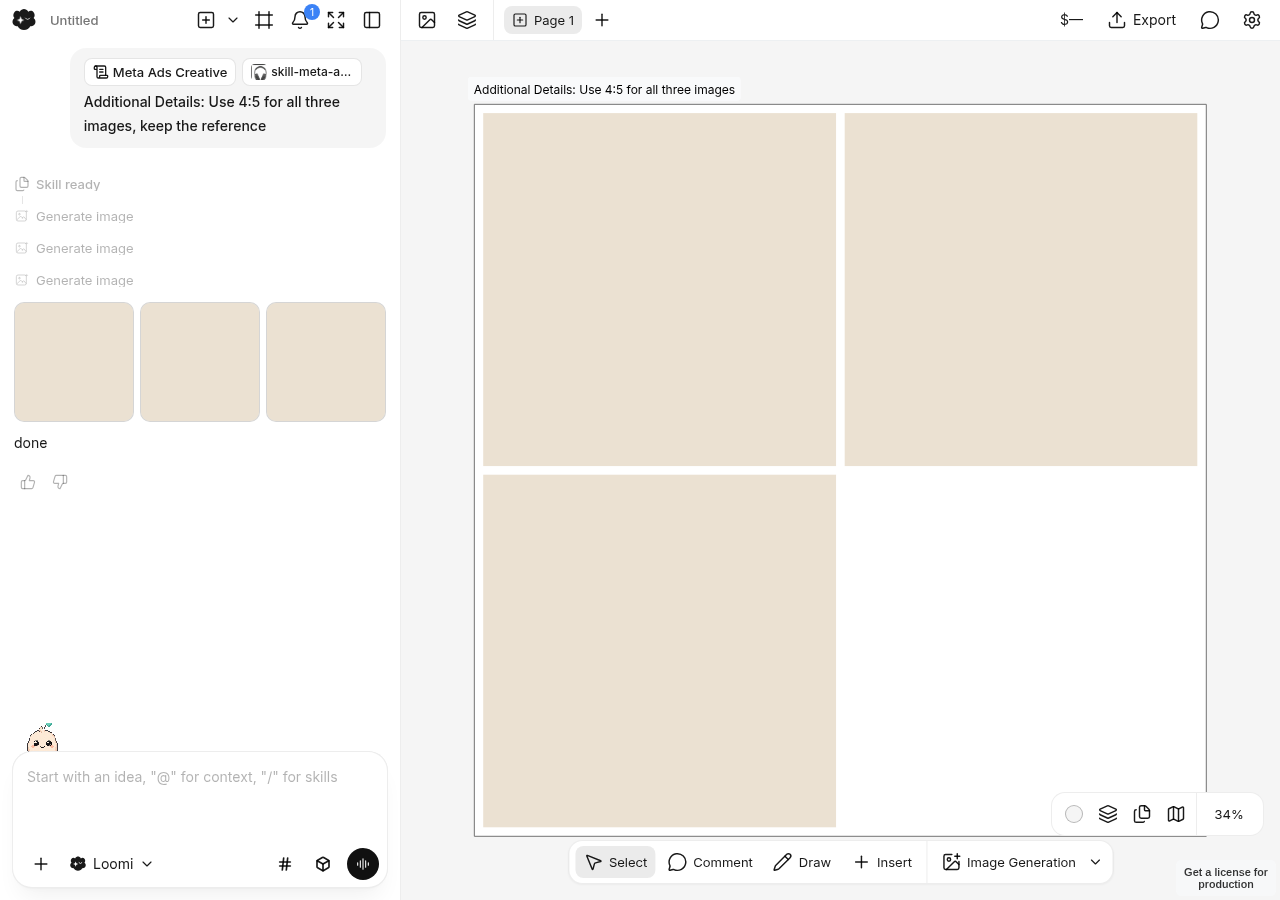 Untitled
1
Page 1
$—
Export
Meta Ads Creative
skill-meta-a...
Additional Details: Use 4:5 for all three
images, keep the reference
Skill ready
Generate image
Generate image
Generate image
done
Start with an idea, "@" for context, "/" for skills
Loomi
Additional Details: Use 4:5 for all three images
34%
Select
Comment
Draw
Insert
Image Generation
Get a license for
production